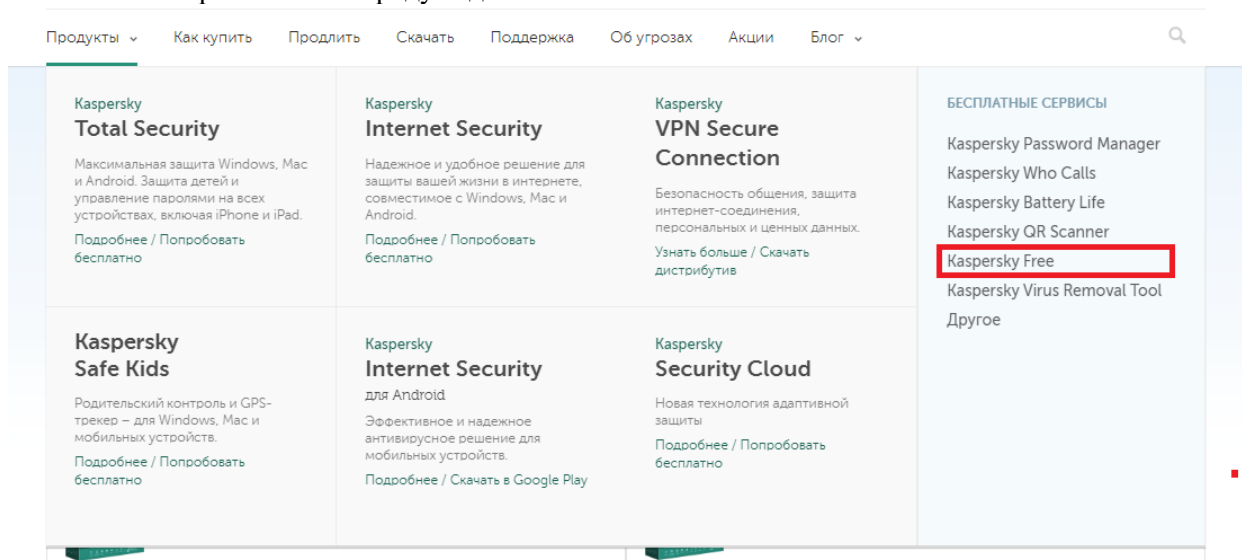 Продукты
Как купить
Продлить
Скачать
Поддержка
Об угрозах
Акции
Блог
Kaspersky
Total Security
Максимальная защита Windows, Mac
и Android. Защита детей и
управление паролями на всех
устройствах, включая iPhone и iPad.
Подробнее / Попробовать
бесплатно
Kaspersky
Internet Security
Надежное и удобное решение для
защиты вашей жизни в интернете,
совместимое с Windows, Mac и
Android.
Подробнее / Попробовать
бесплатно
Kaspersky
VPN Secure
Connection
Безопасность общения, защита
интернет-соединения,
персональных и ценных данных.
Узнать больше / Скачать
дистрибутив
Kaspersky
Safe Kids
Родительский контроль и GPS-
трекер – для Windows, Mac и
мобильных устройств.
Подробнее / Попробовать
бесплатно
Kaspersky
Internet Security
для Android
Эффективное и надежное
антивирусное решение для
мобильных устройств.
Подробнее / Скачать в Google Play
Kaspersky
Security Cloud
Новая технология адаптивной
защиты
Подробнее / Попробовать
бесплатно
БЕСПЛАТНЫЕ СЕРВИСЫ
Kaspersky Password Manager
Kaspersky Who Calls
Kaspersky Battery Life
Kaspersky QR Scanner
Kaspersky Free
Kaspersky Virus Removal Tool
Другое